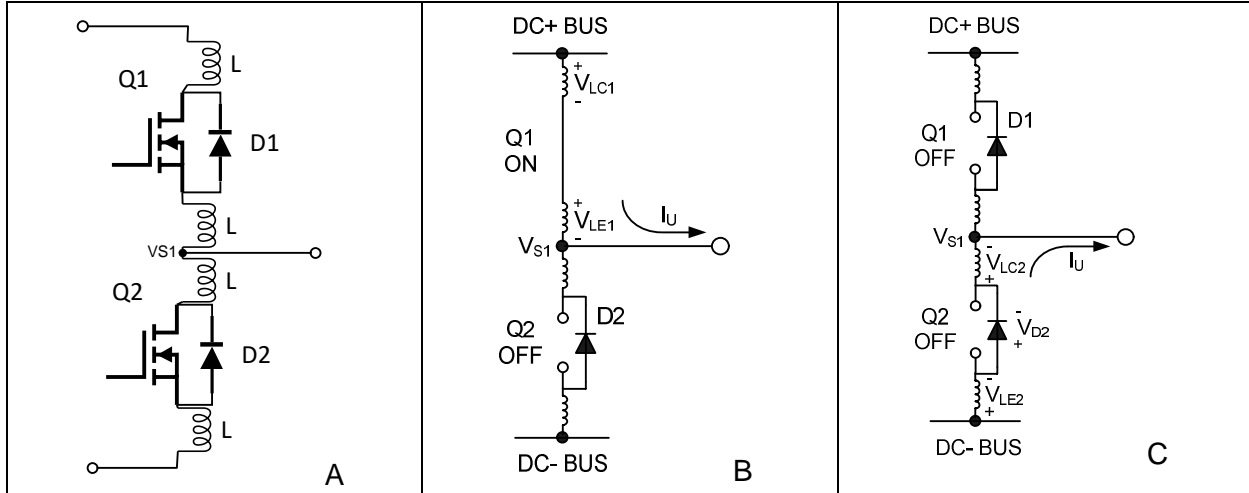 L
Q1
D1
L
VS1
L
Q2
D2
L
A
DC+ BUS
+
VLC1
-
Q1
ON
+
VLE1
-
IU
VS1
Q2
OFF
D2
DC- BUS
B
DC+ BUS
Q1
OFF
D1
VS1
-
VLC2
+
IU
Q2
OFF
-
VD2
+
-
VLE2
+
DC- BUS
C